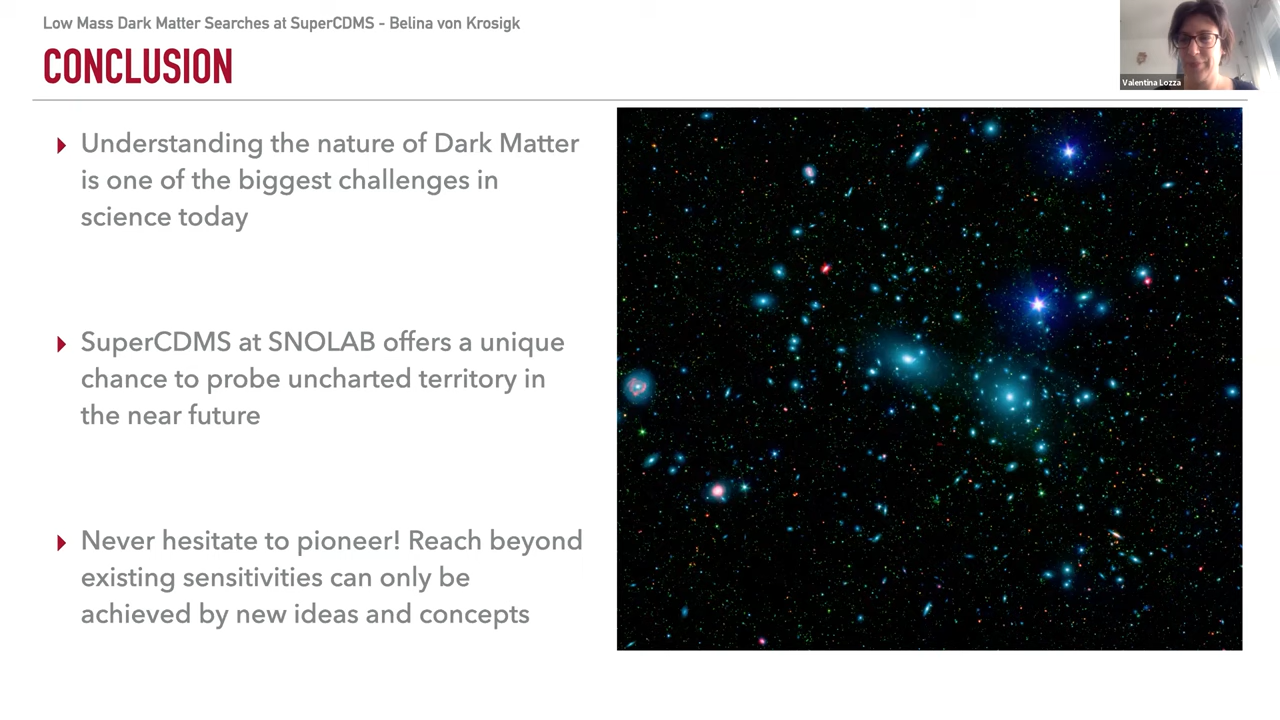 Low Mass Dark Matter Searches at SuperCDMS - Belina von Krosigk
CONCLUSION
Valentina Lozza
Understanding the nature of Dark Matter
is one of the biggest challenges in
science today
SuperCDMS at SNOLAB offers a unique
chance to probe uncharted territory in
the near future
Never hesitate to pioneer! Reach beyond
existing sensitivities can only be
achieved by new ideas and concepts